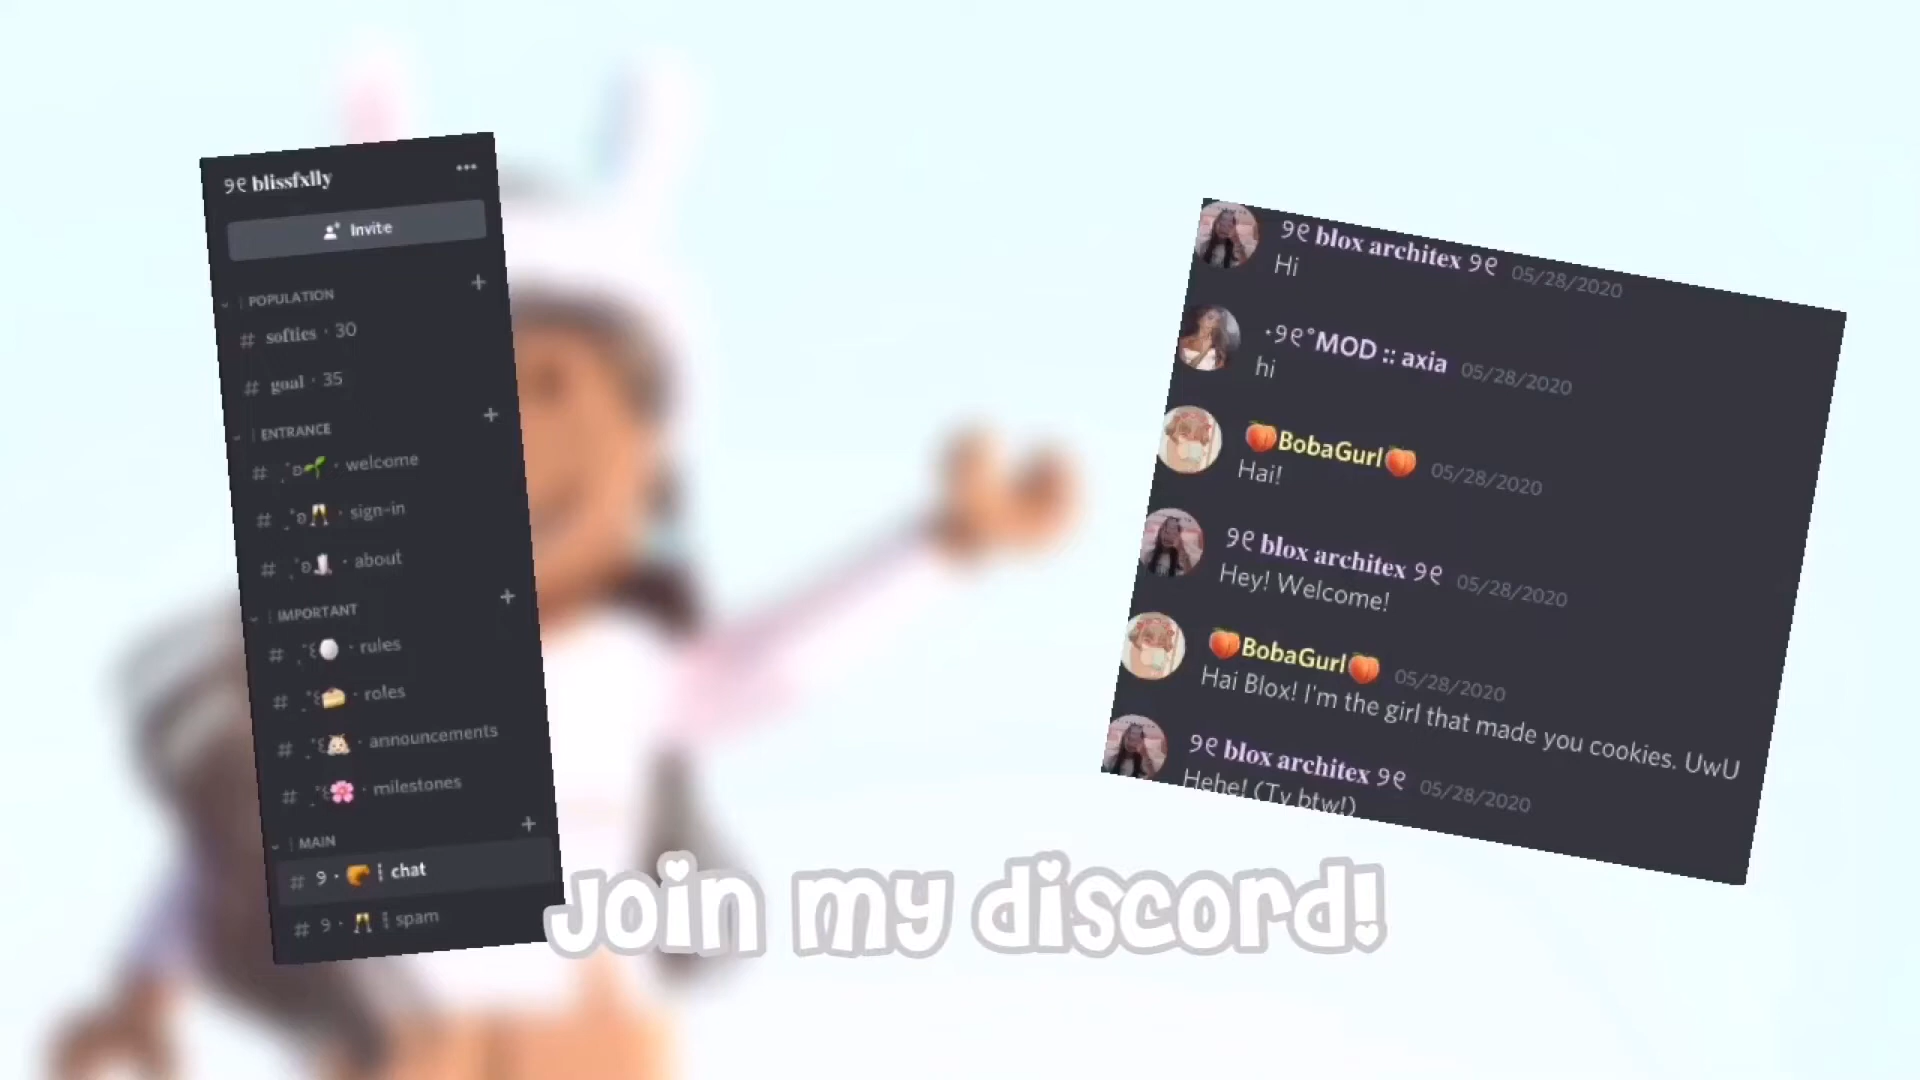 ୨୧ blissfxlly
Invite
POPULATION
# softies · 30
# goal · 35
ENTRANCE
# ˏ˚ʚ🌱 · welcome
# ˏ˚ʚ🥂 · sign-in
# ˏ˚ʚ · about
IMPORTANT
# ˏ˚꒰ · rules
# ˏ˚꒰🍰 · roles
# ˏ˚꒰ · announcements
# ˏ˚꒰🌸 · milestones
MAIN
# 9 · ┊chat
# 9 · 🥂┊spam
୨୧ blox architex ୨୧ 05/28/2020
Hi
·୨୧˚MOD :: axia 05/28/2020
hi
🍑BobaGurl🍑 05/28/2020
Hai!
୨୧ blox architex ୨୧ 05/28/2020
Hey! Welcome!
🍑BobaGurl🍑 05/28/2020
Hai Blox! I'm the girl that made you cookies. UwU
୨୧ blox architex ୨୧ 05/28/2020
Hehe! (Ty btw!)
Join my discord!